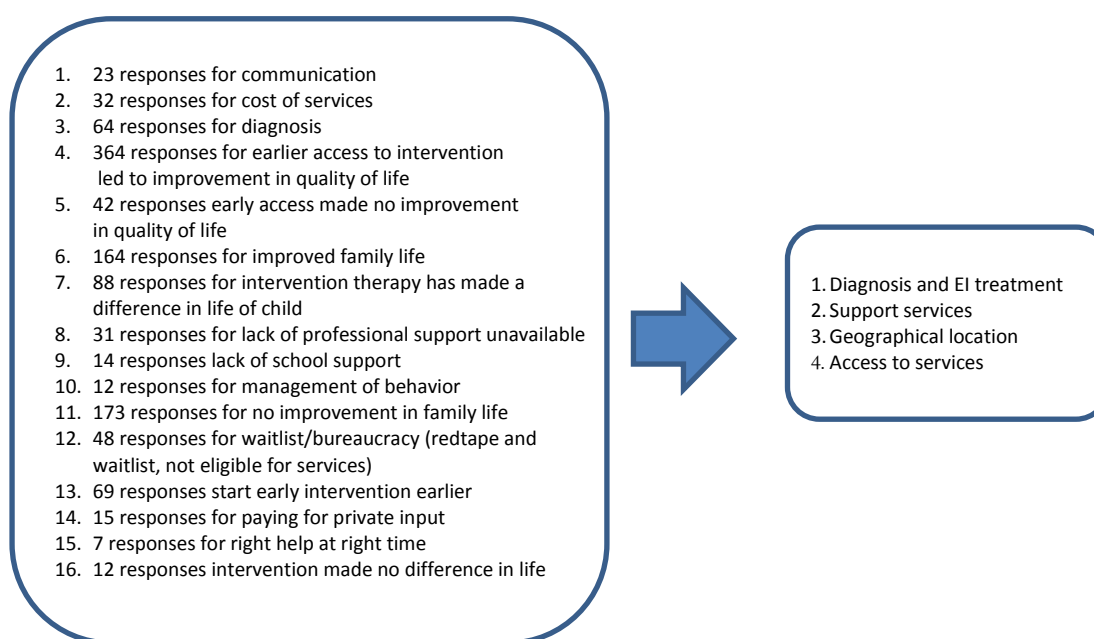 1. 23 responses for communication
2. 32 responses for cost of services
3. 64 responses for diagnosis
4. 364 responses for earlier access to intervention
led to improvement in quality of life
5. 42 responses early access made no improvement
in quality of life
6. 164 responses for improved family life
7. 88 responses for intervention therapy has made a
difference in life of child
8. 31 responses for lack of professional support unavailable
9. 14 responses lack of school support
10. 12 responses for management of behavior
11. 173 responses for no improvement in family life
12. 48 responses for waitlist/bureaucracy (redtape and
waitlist, not eligible for services)
13. 69 responses start early intervention earlier
14. 15 responses for paying for private input
15. 7 responses for right help at right time
16. 12 responses intervention made no difference in life
1. Diagnosis and EI treatment
2. Support services
3. Geographical location
4. Access to services